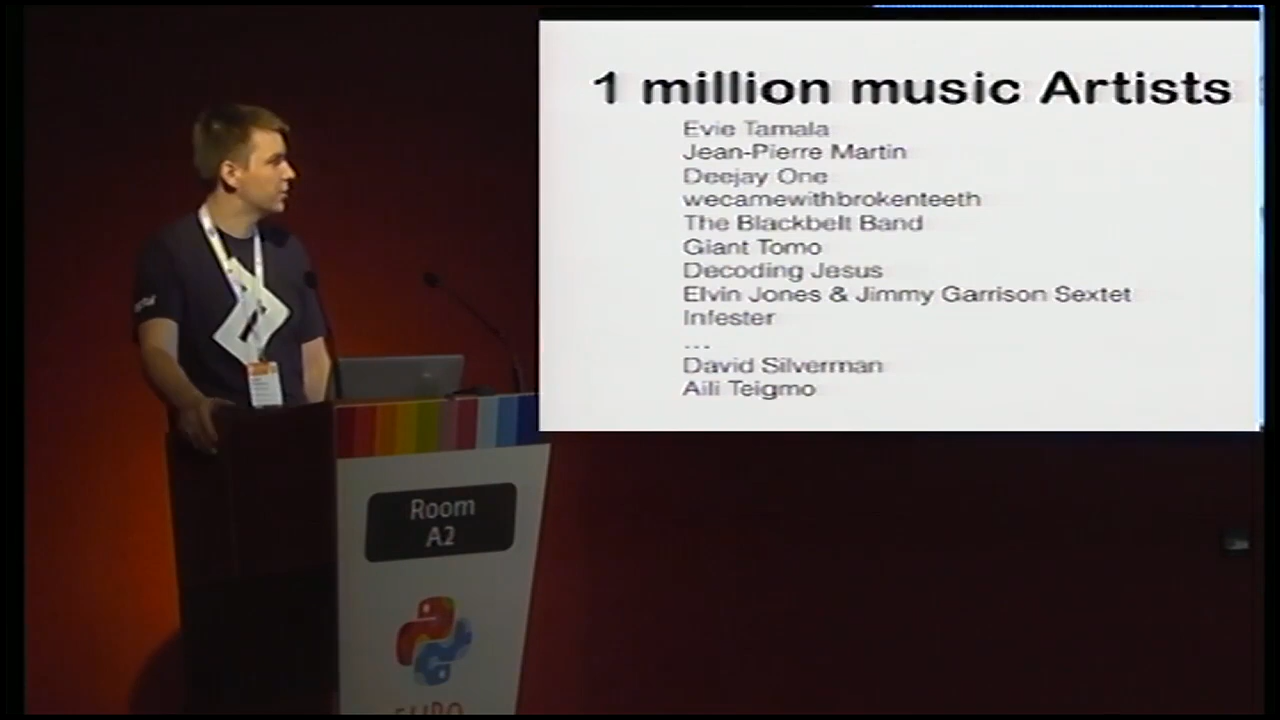 1 million music Artists
Evie Tamala
Jean-Pierre Martin
Deejay One
wecamewithbrokenteeth
The Blackbelt Band
Giant Tomo
Decoding Jesus
Elvin Jones & Jimmy Garrison Sextet
Infester
...
David Silverman
Aili Teigmo
Room
A2
EURO